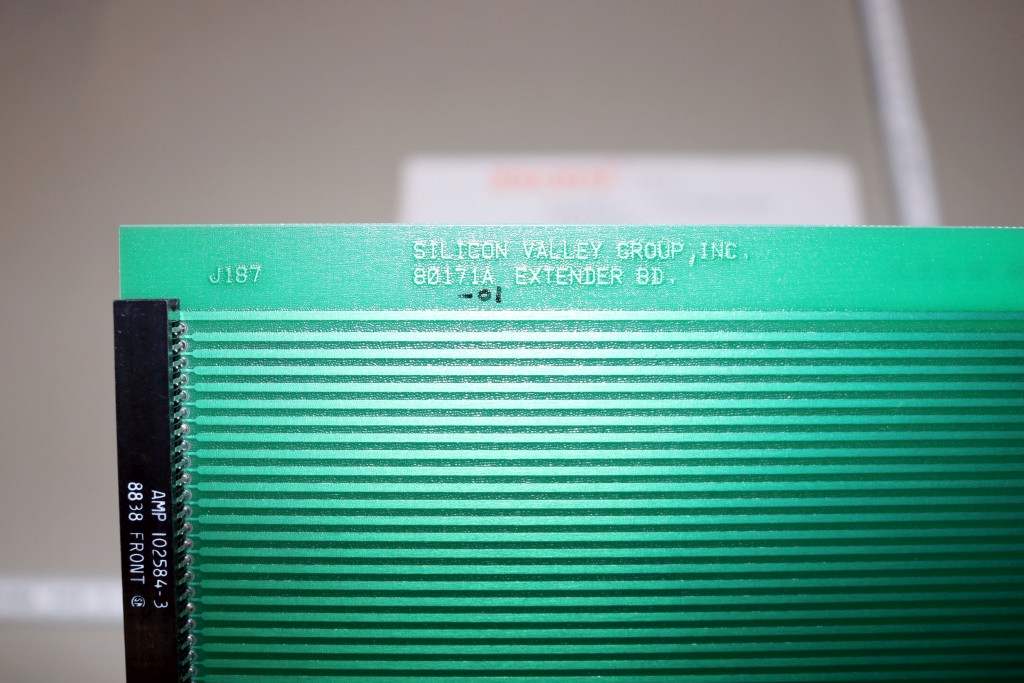 SILICON VALLEY GROUP,INC.
J187
80171A EXTENDER BD.
-01
AMP 102584-3
8838 FRONT